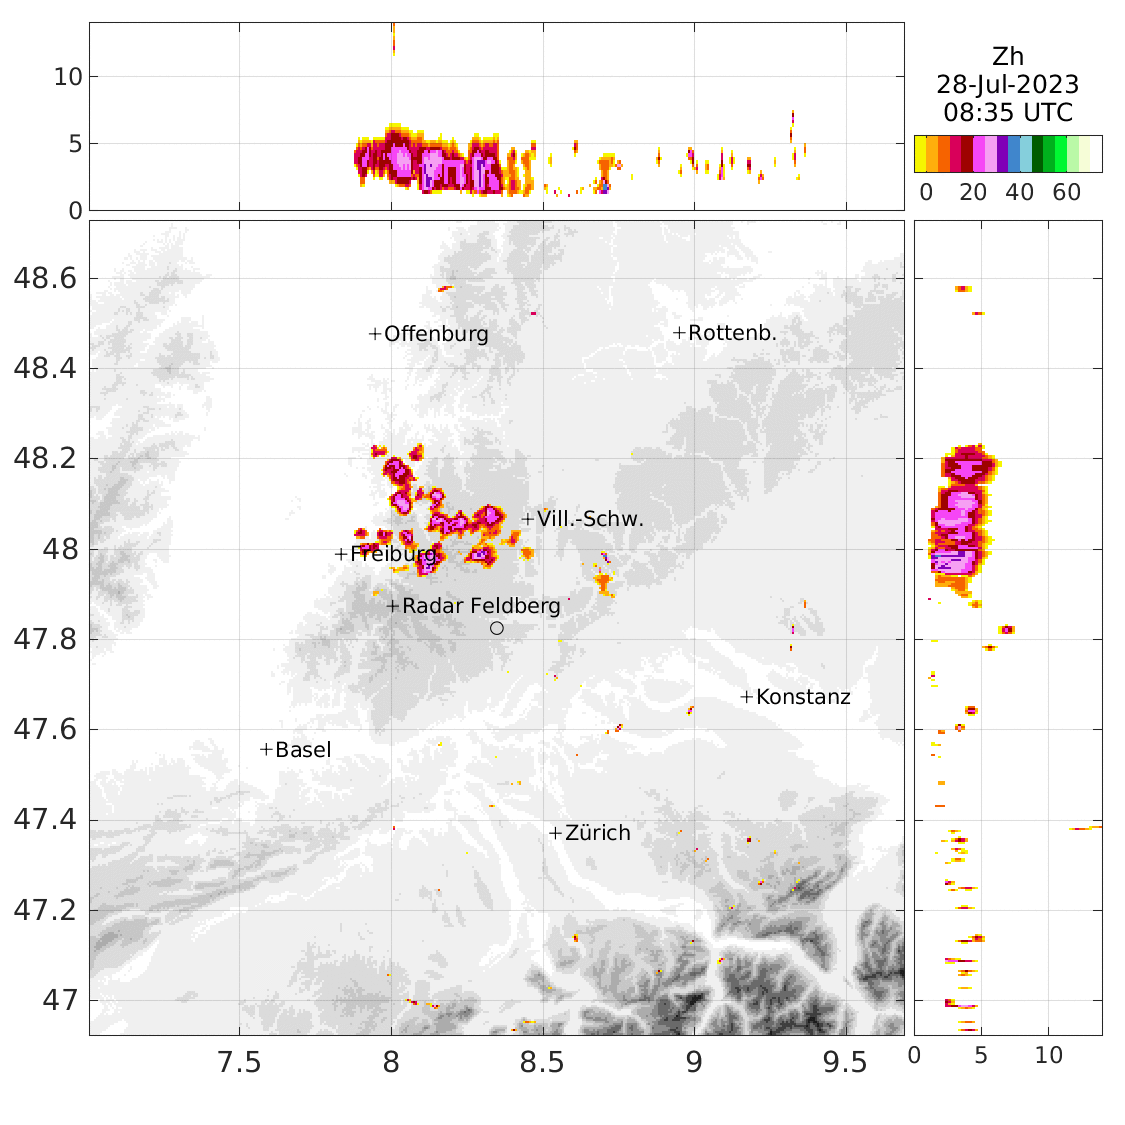 10
5
0
Zh
28-Jul-2023
08:35 UTC
0 20 40 60
48.6
48.4
48.2
48
47.8
47.6
47.4
47.2
47
+Offenburg
+Rottenb.
+Vill.-Schw.
+Freiburg
+Radar Feldberg
+Konstanz
+Basel
+Zürich
7.5 8 8.5 9 9.5
0 5 10